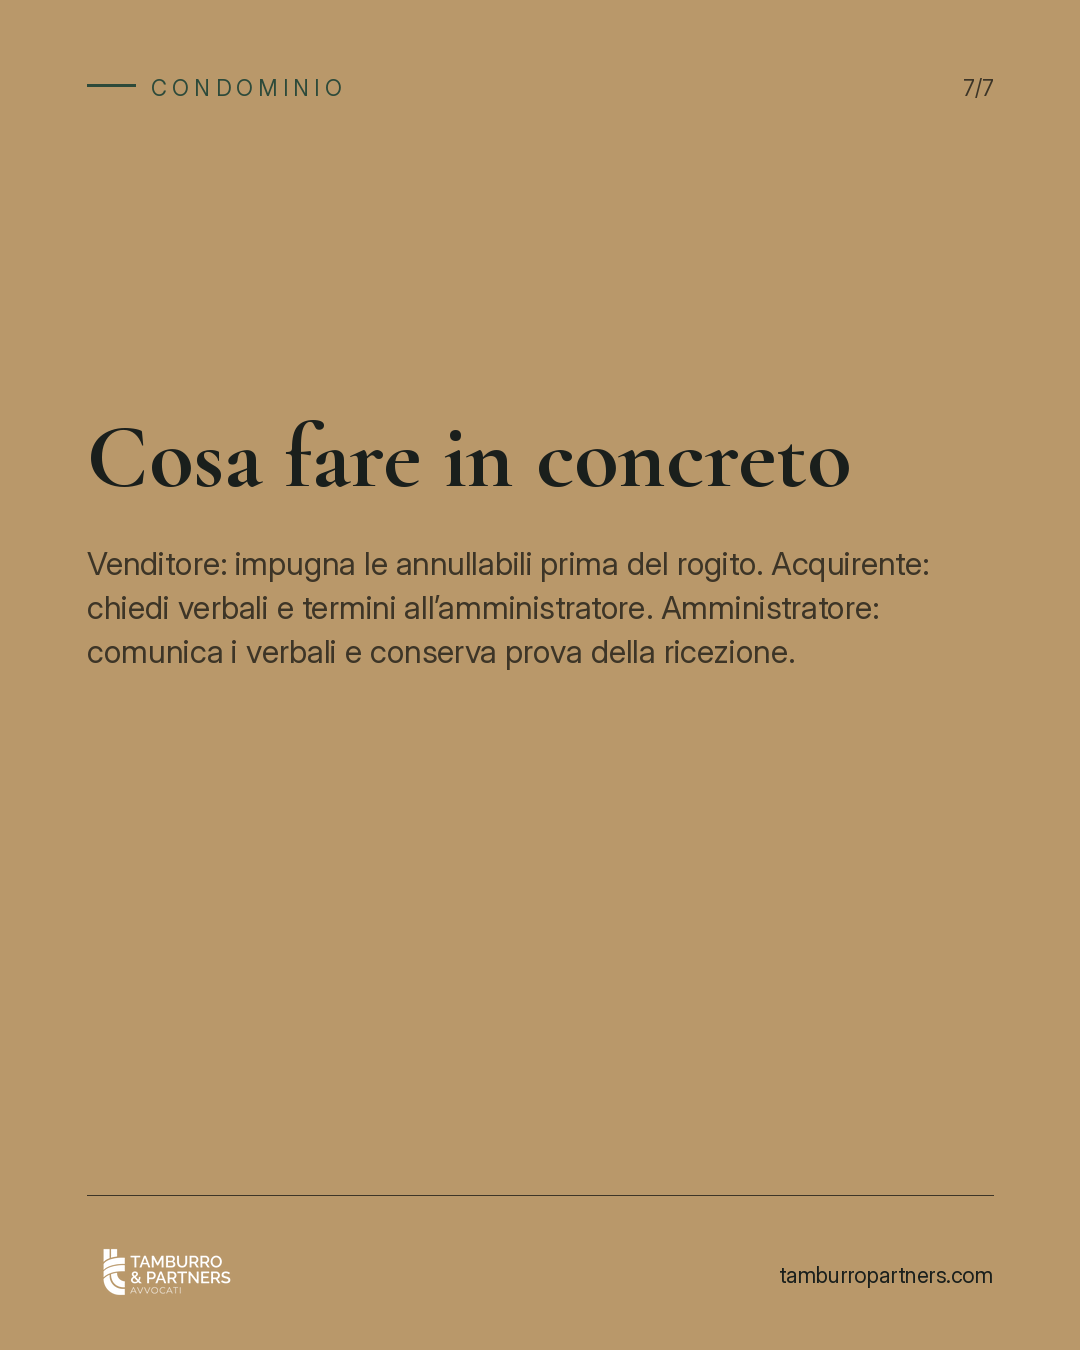 CONDOMINIO
7/7
Cosa fare in concreto
Venditore: impugna le annullabili prima del rogito. Acquirente:
chiedi verbali e termini all’amministratore. Amministratore:
comunica i verbali e conserva prova della ricezione.
TAMBURRO
& PARTNERS
AVVOCATI
tamburropartners.com